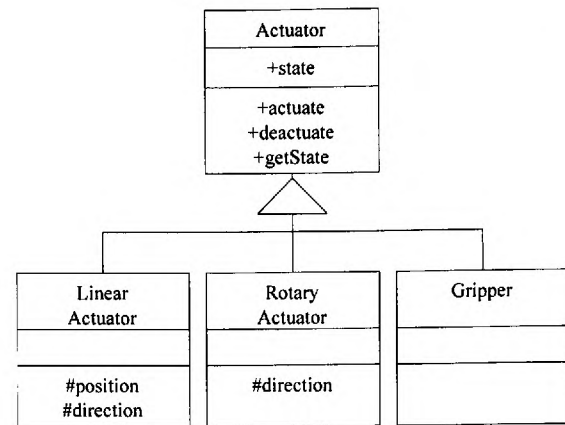 Actuator
+state
+actuate
+deactuate
+getState
Linear
Actuator
#position
#direction
Rotary
Actuator
#direction
Gripper